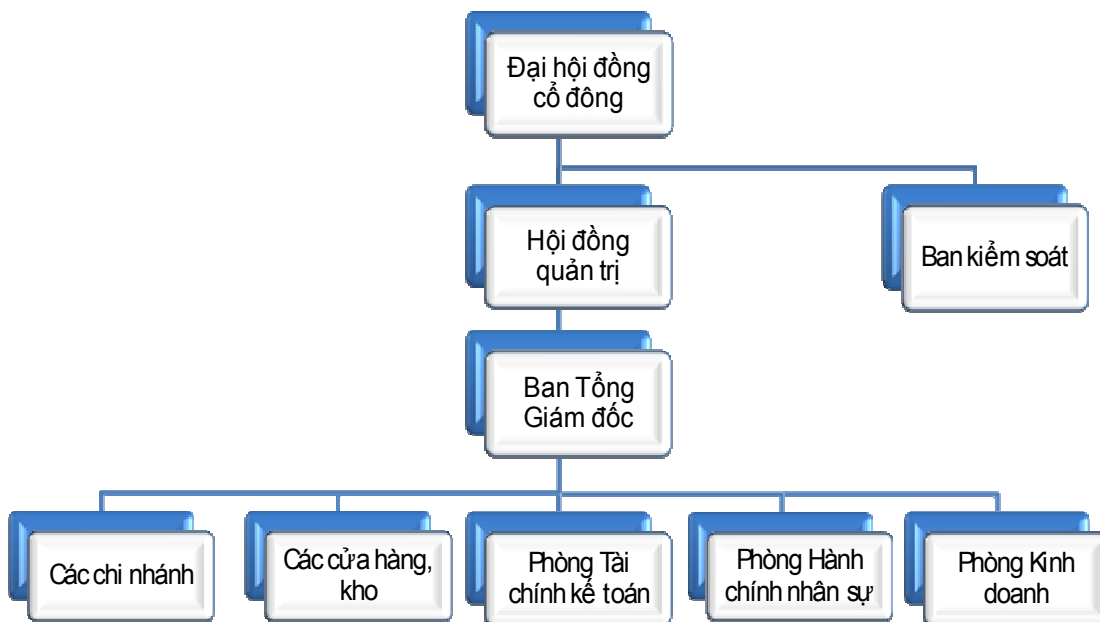 Đại hội đồng
cổ đông
Hội đồng
quản trị
Ban kiểm soát
Ban Tổng
Giám đốc
Các chi nhánh
Các cửa hàng,
kho
Phòng Tài
chính kế toán
Phòng Hành
chính nhân sự
Phòng Kinh
doanh